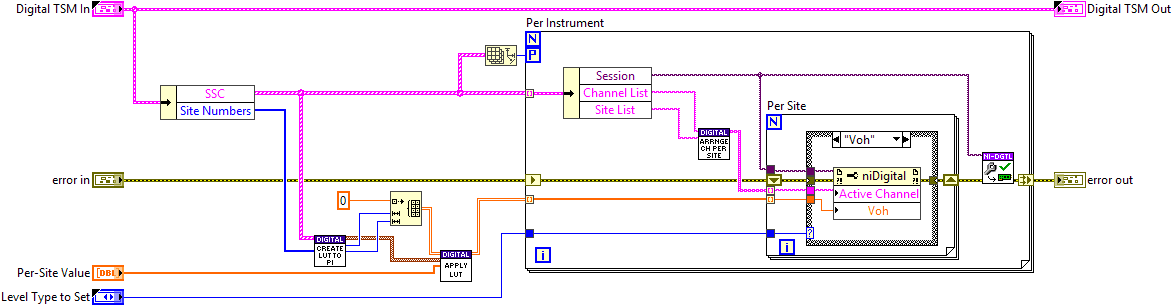 Digital TSM In
Digital TSM Out
Per Instrument
N
P
SSC
Site Numbers
Session
Channel List
Site List
DIGITAL
ARRNGE
CH PER
SITE
Per Site
N
"Voh"
NI-DGTL
niDigital
Active Channel
Voh
?
i
error in
error out
0
DIGITAL
CREATE
LUT TO
PI
DIGITAL
APPLY
LUT
i
Per-Site Value
DBL
Level Type to Set